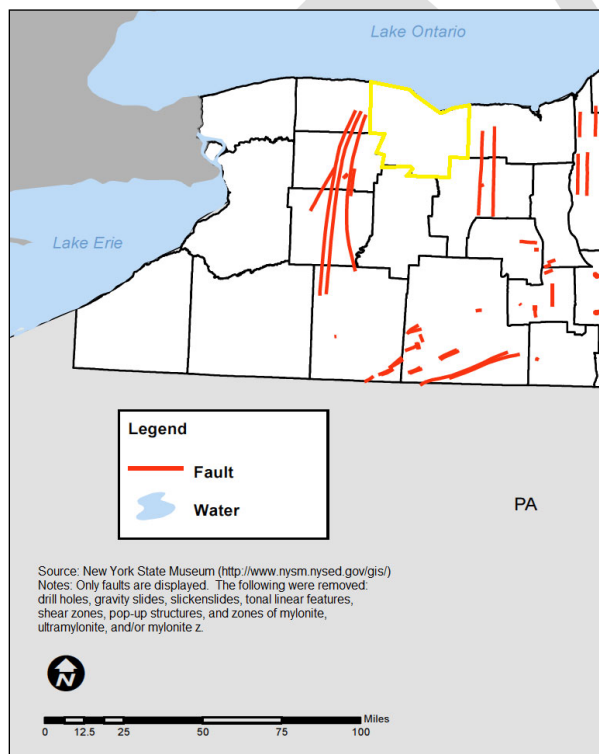 Lake Ontario
Lake Erie
Legend
Fault
Water
PA
Source: New York State Museum (http://www.nysm.nysed.gov/gis/)
Notes: Only faults are displayed.  The following were removed:
drill holes, gravity slides, slickenslides, tonal linear features,
shear zones, pop-up structures, and zones of mylonite,
ultramylonite, and/or mylonite z.
N
Miles
0 12.5 25 50 75 100